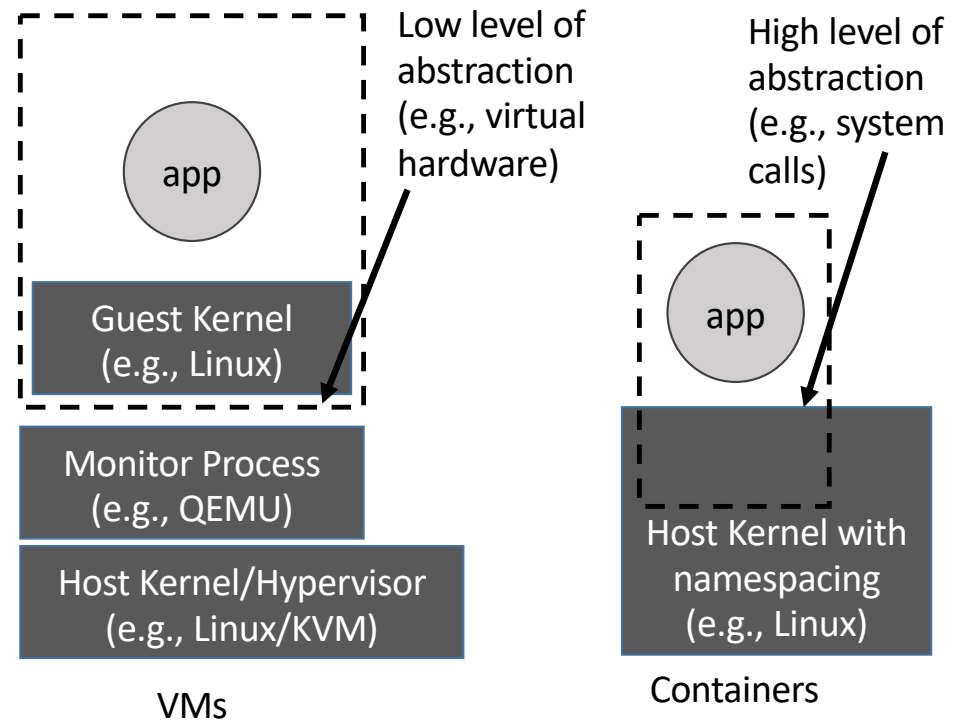 Low level of
abstraction
(e.g., virtual
hardware)
app
Guest Kernel
(e.g., Linux)
Monitor Process
(e.g., QEMU)
Host Kernel/Hypervisor
(e.g., Linux/KVM)
VMs
High level of
abstraction
(e.g., system
calls)
app
Host Kernel with
namespacing
(e.g., Linux)
Containers